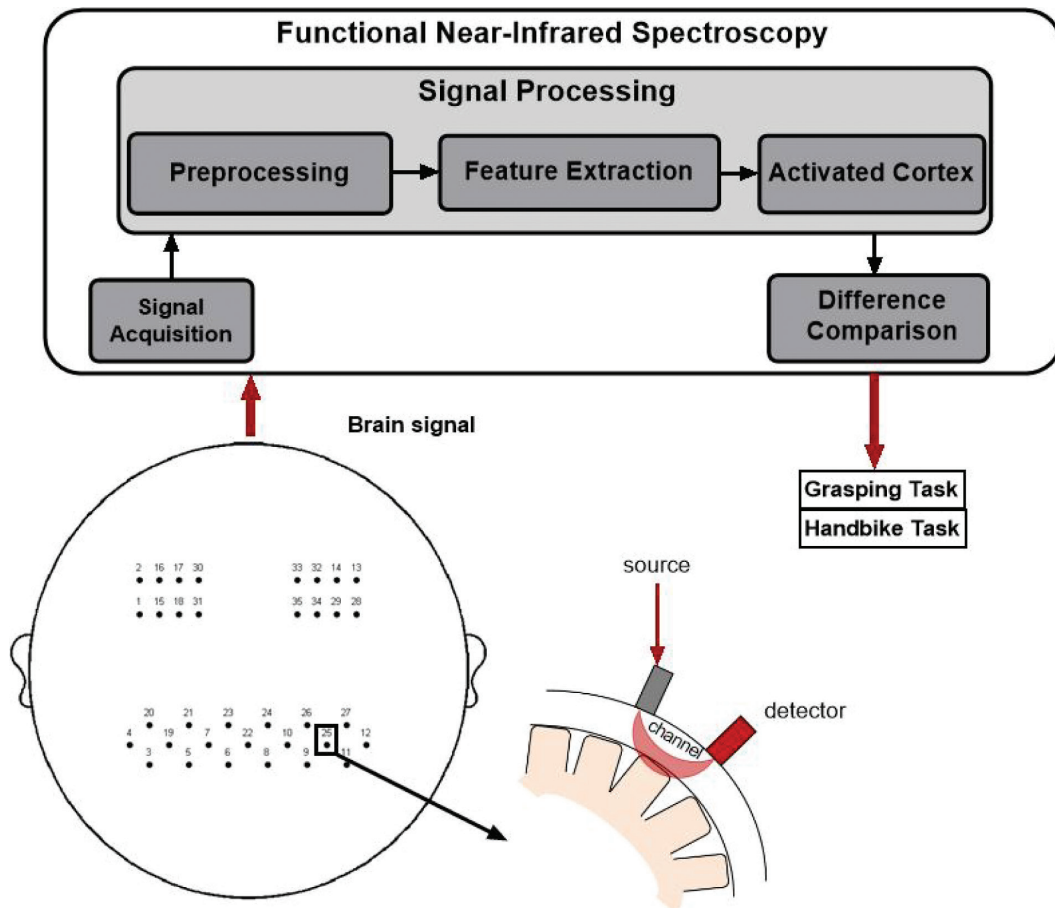 Functional Near-Infrared Spectroscopy
Signal Processing
Preprocessing
Feature Extraction
Activated Cortex
Signal
Acquisition
Difference
Comparison
Brain signal
Grasping Task
Handbike Task
2 16 17 30 33 32 14 13
1 15 18 31 35 34 29 28
20 21 23 24 26 27
4 19 7 22 10 25 12
3 5 6 8 9 11
source
channel
detector